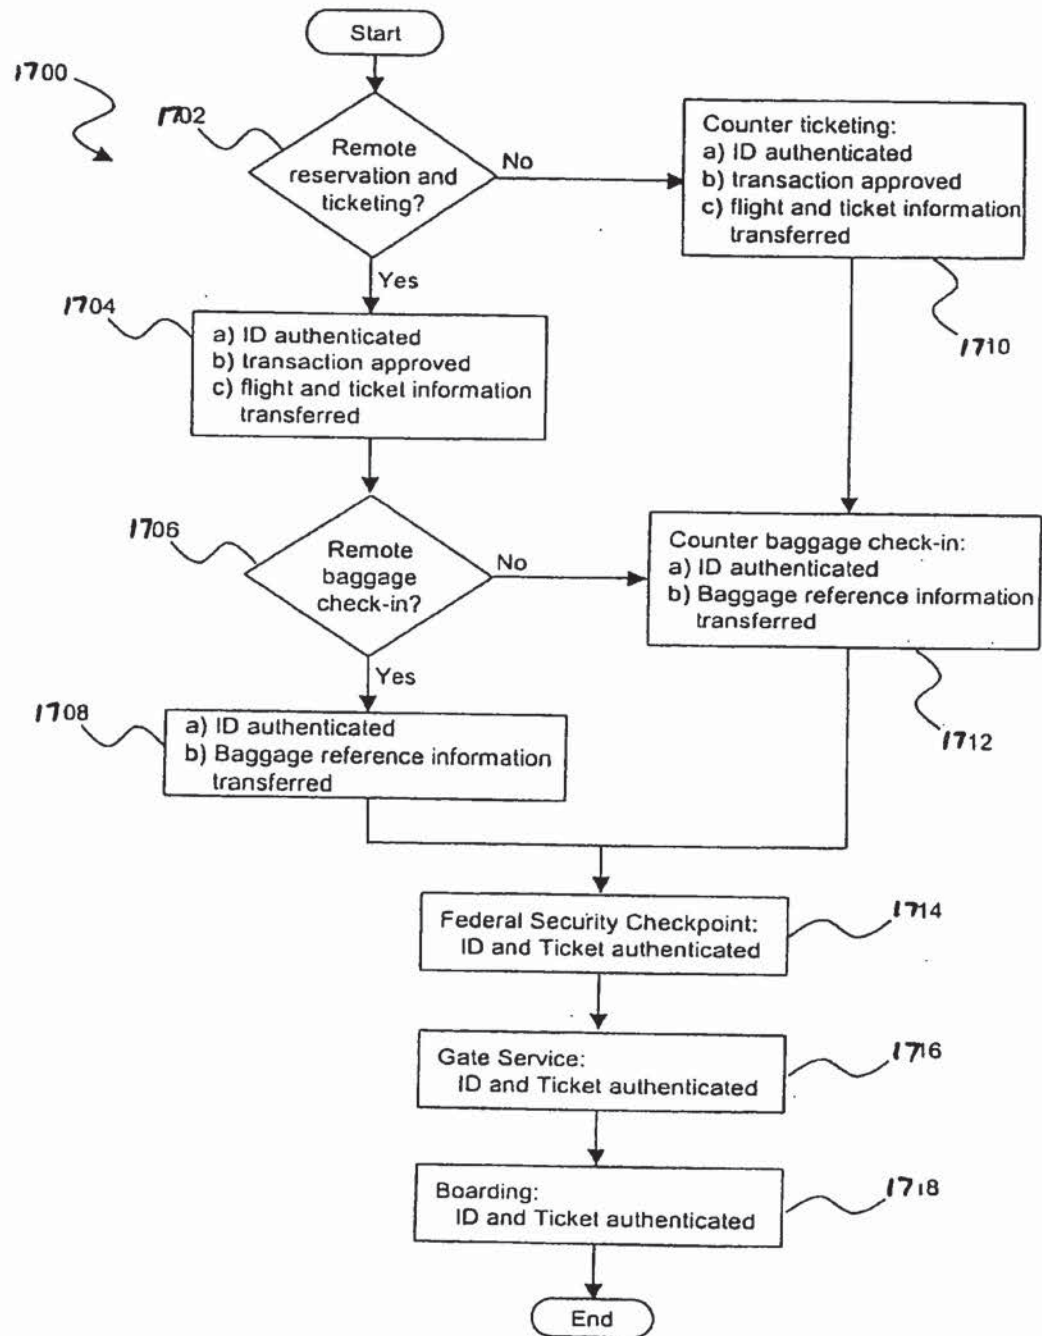 Start
1700
1702
Remote
reservation and
ticketing?
No
Counter ticketing:
a) ID authenticated
b) transaction approved
c) flight and ticket information
transferred
1710
Yes
1704
a) ID authenticated
b) transaction approved
c) flight and ticket information
transferred
1706
Remote
baggage
check-in?
No
Counter baggage check-in:
a) ID authenticated
b) Baggage reference information
transferred
1712
Yes
1708
a) ID authenticated
b) Baggage reference information
transferred
Federal Security Checkpoint:
ID and Ticket authenticated
1714
Gate Service:
ID and Ticket authenticated
1716
Boarding:
ID and Ticket authenticated
1718
End